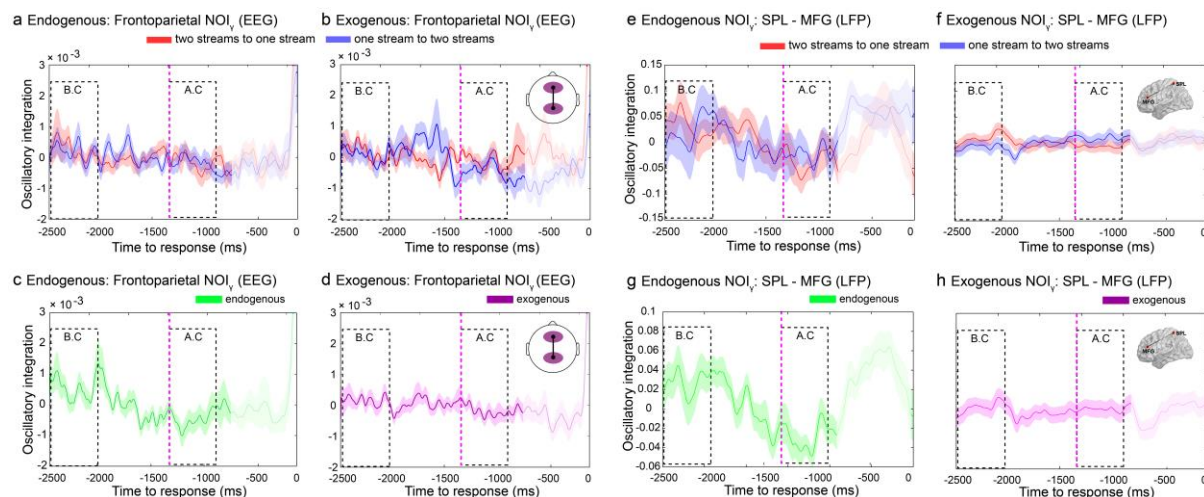 a Endogenous: Frontoparietal NOIγ (EEG)
b Exogenous: Frontoparietal NOIγ (EEG)
two streams to one stream
one stream to two streams
× 10⁻³
3
2
1
0
-1
-2
Oscillatory integration
B.C
A.C
-2500 -2000 -1500 -1000 -500 0
Time to response (ms)
3
2
1
0
-1
-2
B.C
A.C
-2500 -2000 -1500 -1000 -500 0
Time to response (ms)
e Endogenous NOIγ: SPL - MFG (LFP)
f Exogenous NOIγ: SPL - MFG (LFP)
two streams to one stream
one stream to two streams
0.15
0.10
0.05
0
-0.05
-0.1
-0.15
Oscillatory integration
B.C
A.C
-2500 -2000 -1500 -1000 -500 0
Time to response (ms)
B.C
A.C
SPL
MFG
-2500 -2000 -1500 -1000 -500 0
Time to response (ms)
c Endogenous: Frontoparietal NOIγ (EEG)
endogenous
× 10⁻³
3
2
1
0
-1
-2
Oscillatory integration
B.C
A.C
-2500 -2000 -1500 -1000 -500 0
Time to response (ms)
d Exogenous: Frontoparietal NOIγ (EEG)
exogenous
B.C
A.C
-2500 -2000 -1500 -1000 -500 0
Time to response (ms)
g Endogenous NOIγ: SPL - MFG (LFP)
endogenous
0.1
0.08
0.06
0.04
0.02
0
-0.02
-0.04
-0.06
Oscillatory integration
B.C
A.C
-2500 -2000 -1500 -1000 -500 0
Time to response (ms)
h Exogenous NOIγ: SPL - MFG (LFP)
exogenous
B.C
A.C
SPL
MFG
-2500 -2000 -1500 -1000 -500 0
Time to response (ms)